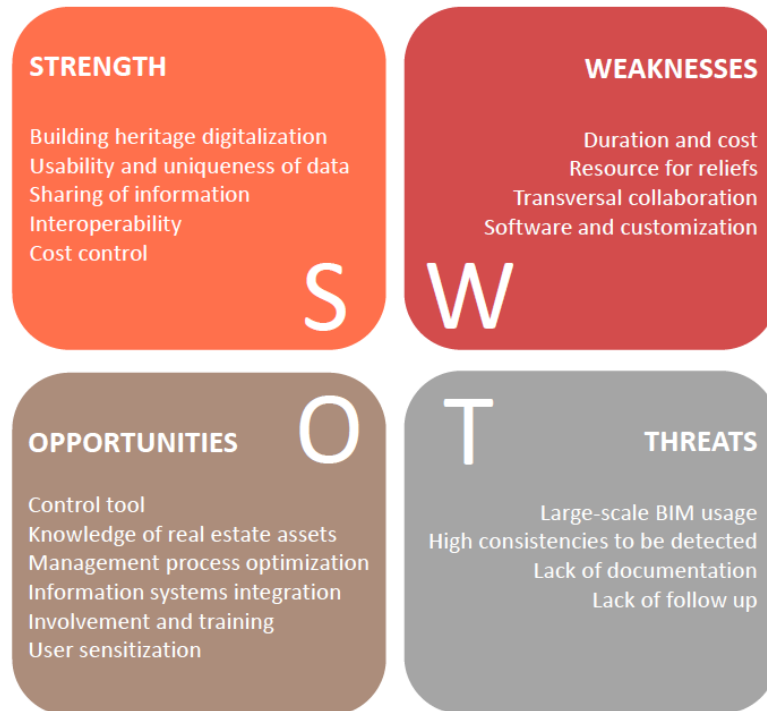 STRENGTH
Building heritage digitalization
Usability and uniqueness of data
Sharing of information
Interoperability
Cost control
S
WEAKNESSES
Duration and cost
Resource for reliefs
Transversal collaboration
Software and customization
W
O
OPPORTUNITIES
Control tool
Knowledge of real estate assets
Management process optimization
Information systems integration
Involvement and training
User sensitization
T
THREATS
Large-scale BIM usage
High consistencies to be detected
Lack of documentation
Lack of follow up